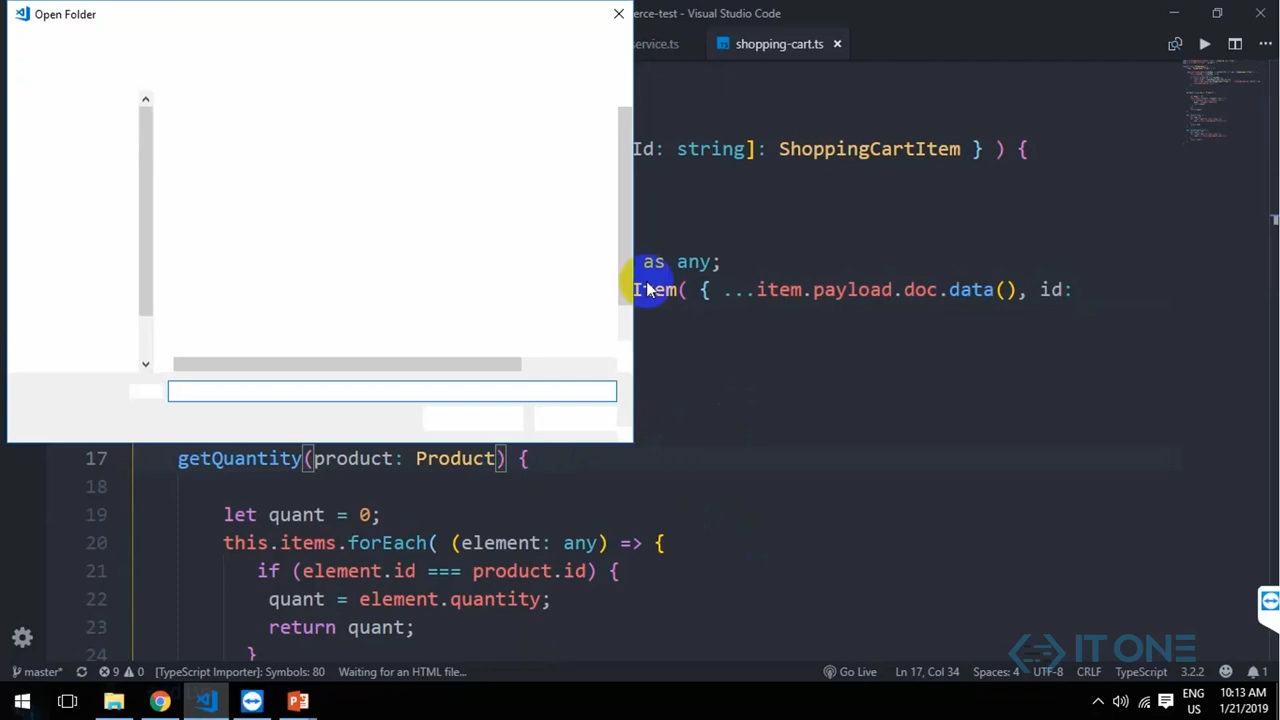 Open Folder
erce-test - Visual Studio Code
service.ts
shopping-cart.ts
Id: string]: ShoppingCartItem } ) {
as any;
Item( { ...item.payload.doc.data(), id:
17 getQuantity(product: Product) {
18
19 let quant = 0;
20 this.items.forEach( (element: any) => {
21 if (element.id === product.id) {
22 quant = element.quantity;
23 return quant;
24 }
IT ONE
master* 9 0 [TypeScript Importer]: Symbols: 80 Waiting for an HTML file... Go Live Ln 17, Col 34 Spaces: 4 UTF-8 CRLF TypeScript 3.2.2 1
ENG
US
10:13 AM
1/21/2019